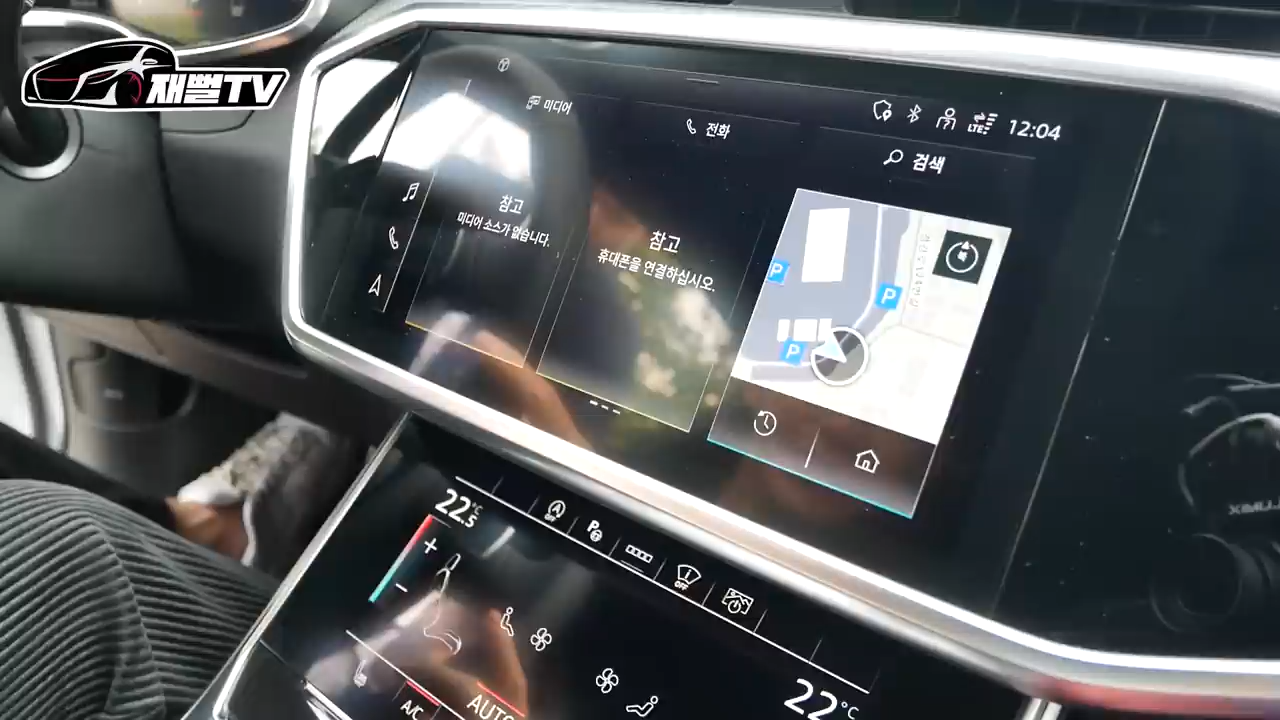 재뻘TV
미디어
전화
LTE
12:04
검색
참고
미디어 소스가 없습니다.
참고
휴대폰을 연결하십시오.
P
P
P
22.5°C
A OFF
P
OFF
+
−
A/C
AUTO
22°C